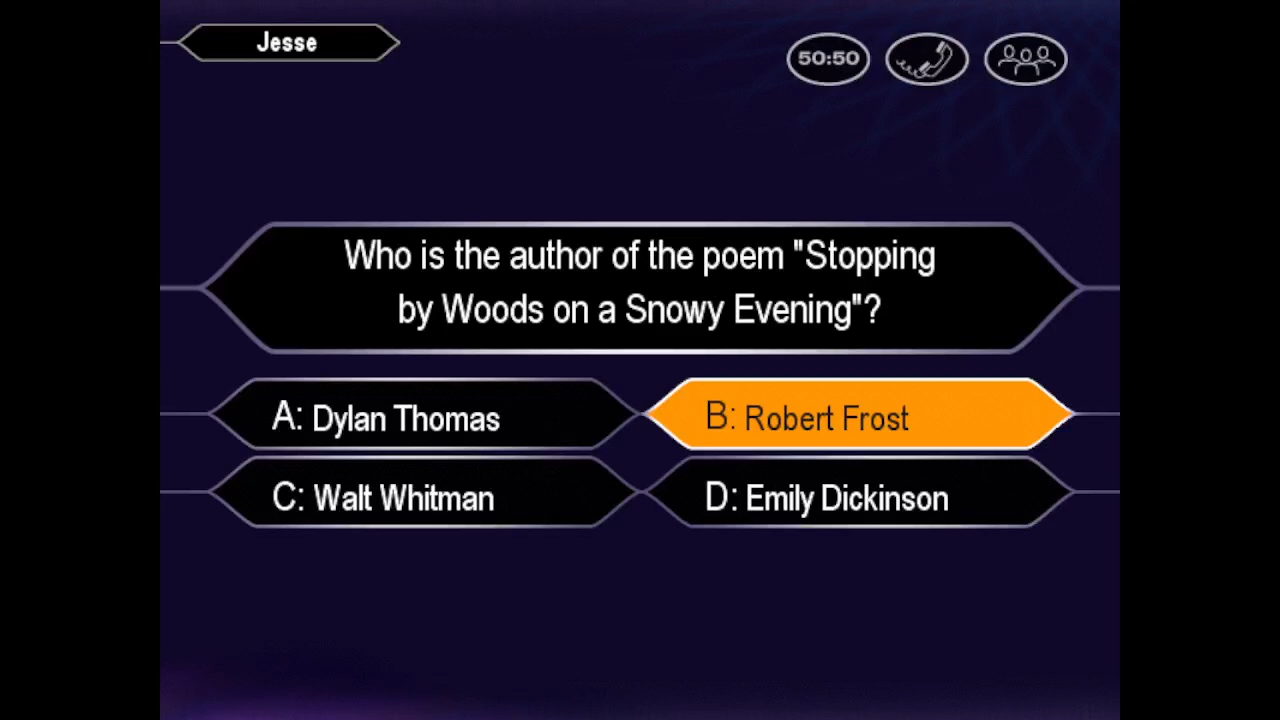 Jesse
50:50
Who is the author of the poem "Stopping
by Woods on a Snowy Evening"?
A: Dylan Thomas
B: Robert Frost
C: Walt Whitman
D: Emily Dickinson